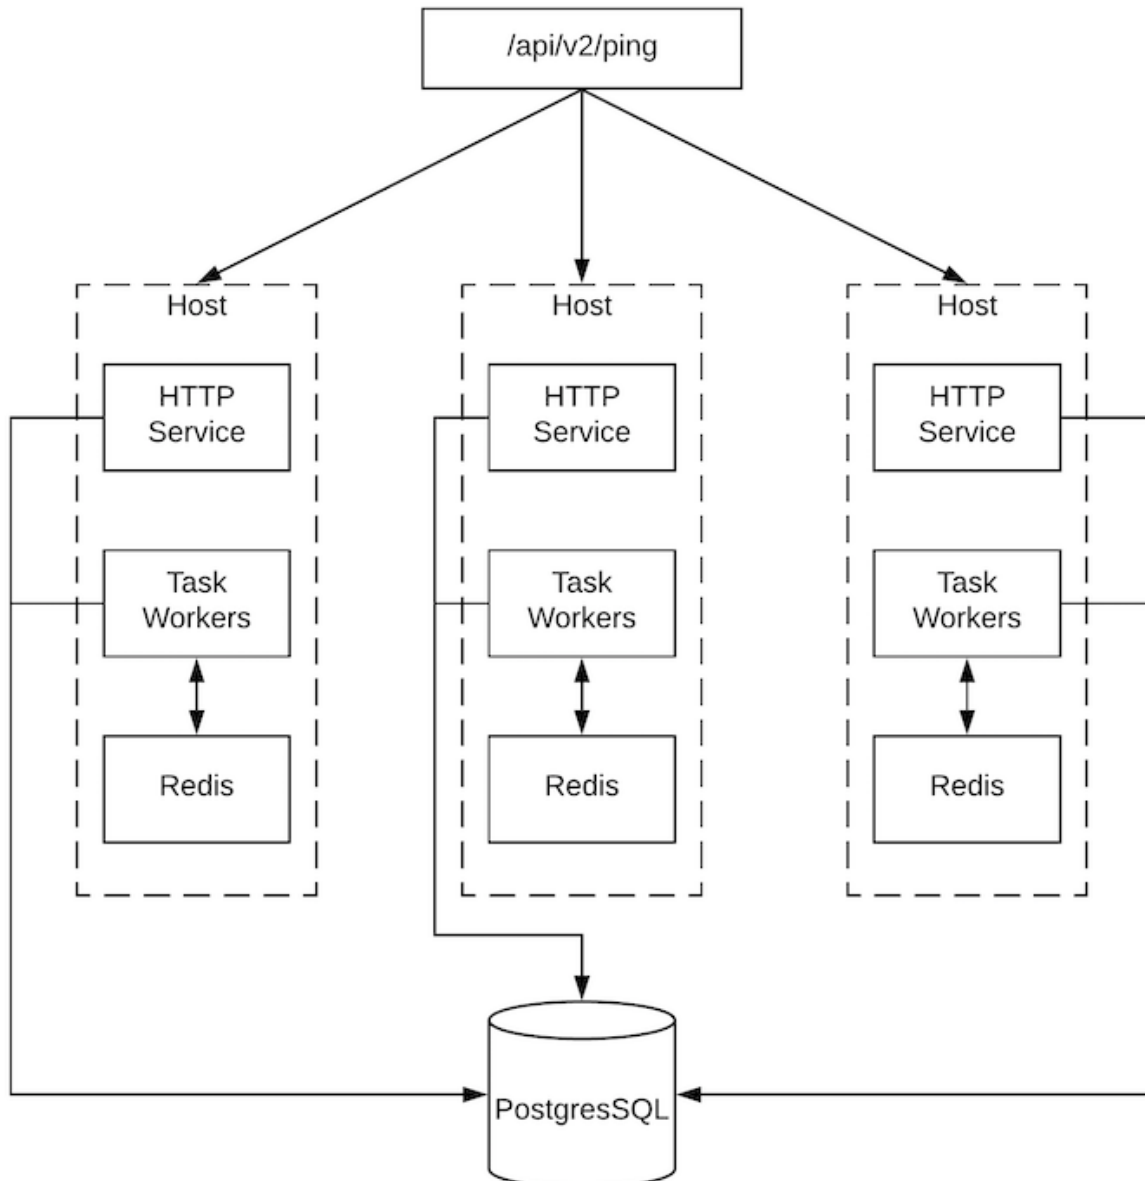 /api/v2/ping
Host
HTTP
Service
Task
Workers
Redis
Host
HTTP
Service
Task
Workers
Redis
Host
HTTP
Service
Task
Workers
Redis
PostgresSQL